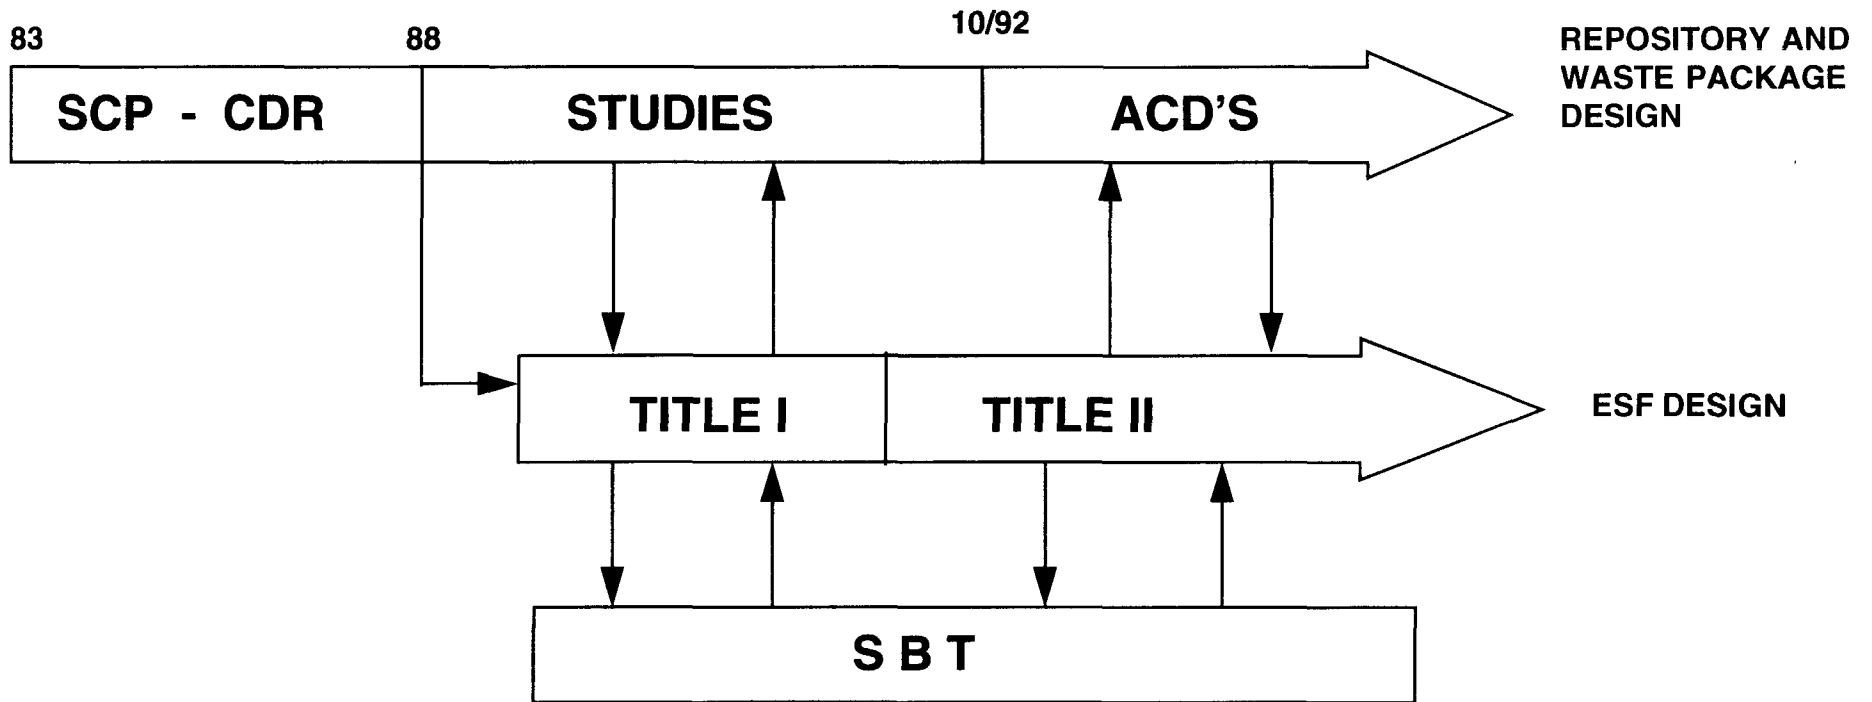 83
88
10/92
SCP - CDR
STUDIES
ACD'S
REPOSITORY AND
WASTE PACKAGE
DESIGN
TITLE I
TITLE II
ESF DESIGN
S B T